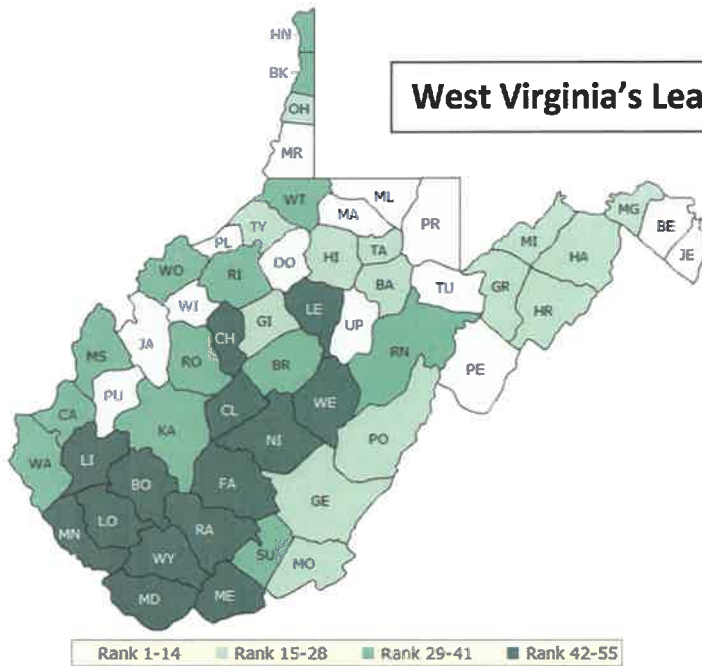 HN
BK
OH
West Virginia's Lea
MR
ML
WT
MA
PR
TY
MG
BE
PL
MI
HA
JE
DO
HI
TA
WO
RI
BA
TU
GR
HR
WI
LE
UP
GI
JA
CH
RN
MS
RO
BR
PE
PU
CL
WE
CA
KA
NI
PO
WA
LI
BO
FA
GE
LO
MN
RA
WY
SU
MO
MD
ME
Rank 1-14 Rank 15-28 Rank 29-41 Rank 42-55